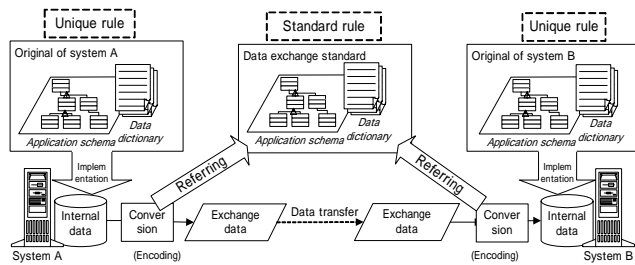 Unique rule
Standard rule
Unique rule
Original of system A
Data exchange standard
Original of system B
Application schema
Data
dictionary
Application schema
Data
dictionary
Application schema
Data
dictionary
Implem
entation
Referring
Referring
Implem
entation
Internal
data
Conver
sion
Exchange
data
Data transfer
Exchange
data
Conver
sion
Internal
data
System A
(Encoding)
(Encoding)
System B